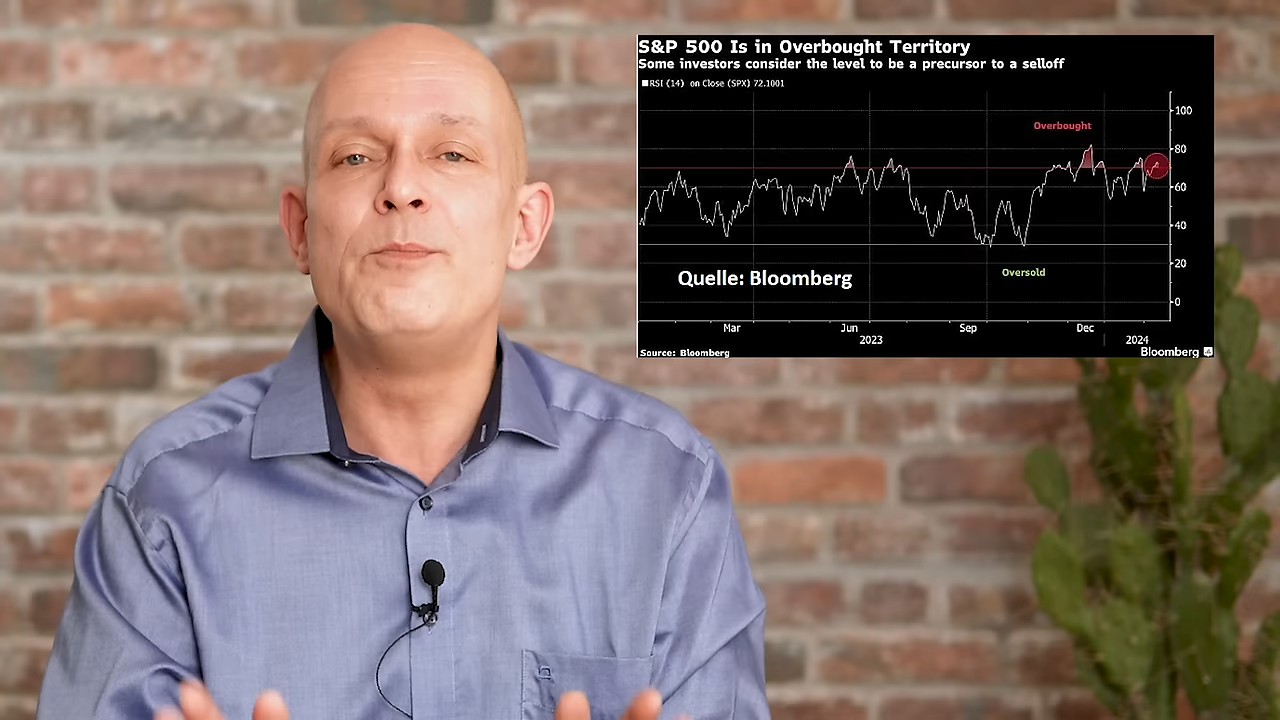 S&P 500 Is in Overbought Territory
Some investors consider the level to be a precursor to a selloff
RSI (14) on Close (SPX) 72.1001
100
Overbought
80
60
40
20
Oversold
Quelle: Bloomberg
0
Mar Jun Sep Dec
2023 2024
Source: Bloomberg Bloomberg